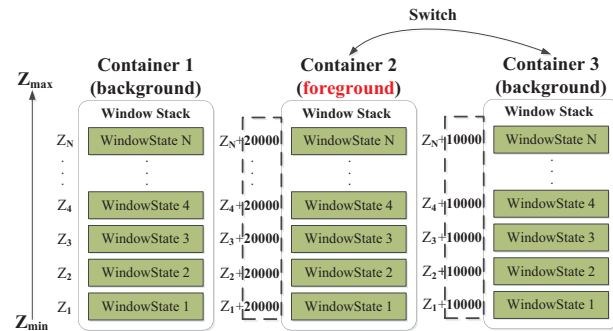 Switch
Container 1
(background)
Container 2
(foreground)
Container 3
(background)
Zmax
Window Stack
Window Stack
Window Stack
ZN
WindowState N
ZN+20000
WindowState N
ZN+10000
WindowState N
Z4
WindowState 4
Z4+20000
WindowState 4
Z4+10000
WindowState 4
Z3
WindowState 3
Z3+20000
WindowState 3
Z3+10000
WindowState 3
Z2
WindowState 2
Z2+20000
WindowState 2
Z2+10000
WindowState 2
Z1
WindowState 1
Z1+20000
WindowState 1
Z1+10000
WindowState 1
Zmin